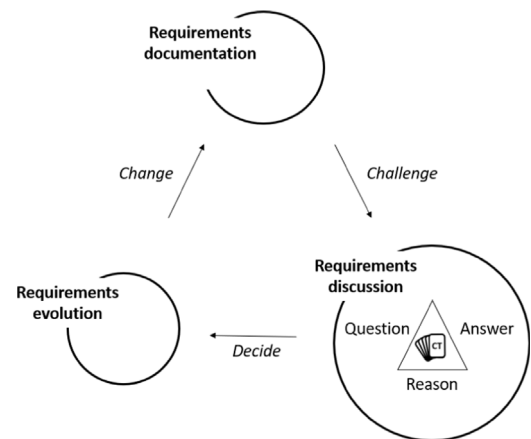 Requirements
documentation
Change
Challenge
Requirements
evolution
Requirements
discussion
Question
Answer
CT
Reason
Decide